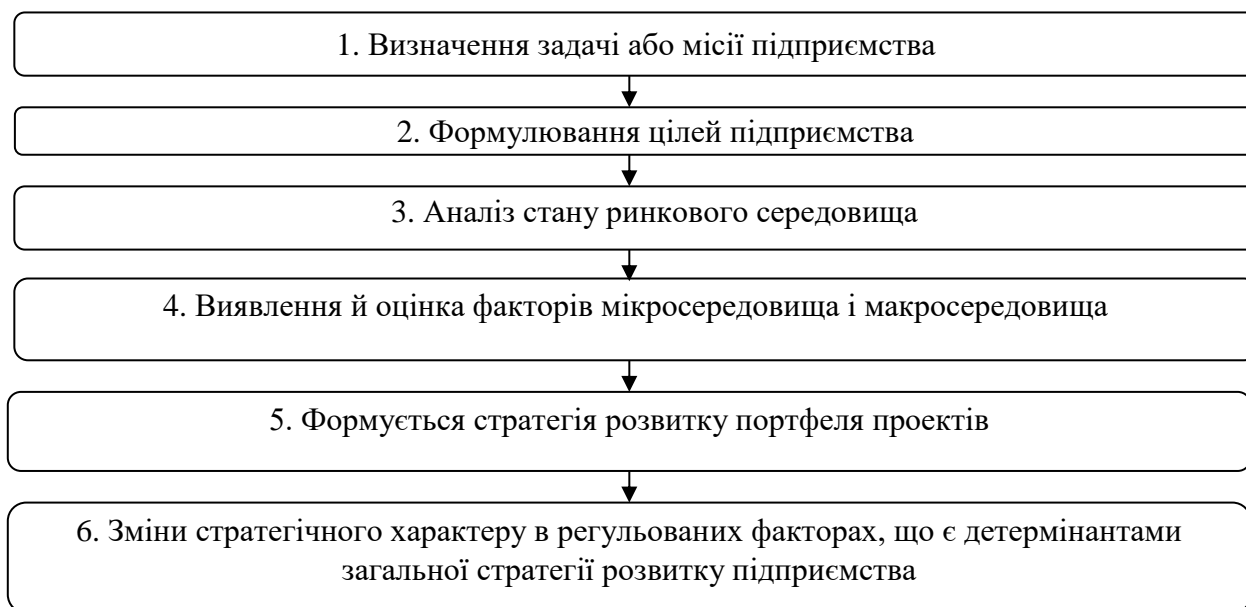 1. Визначення задачі або місії підприємства
2. Формулювання цілей підприємства
3. Аналіз стану ринкового середовища
4. Виявлення й оцінка факторів мікросередовища і макросередовища
5. Формується стратегія розвитку портфеля проектів
6. Зміни стратегічного характеру в регульованих факторах, що є детермінантами
загальної стратегії розвитку підприємства